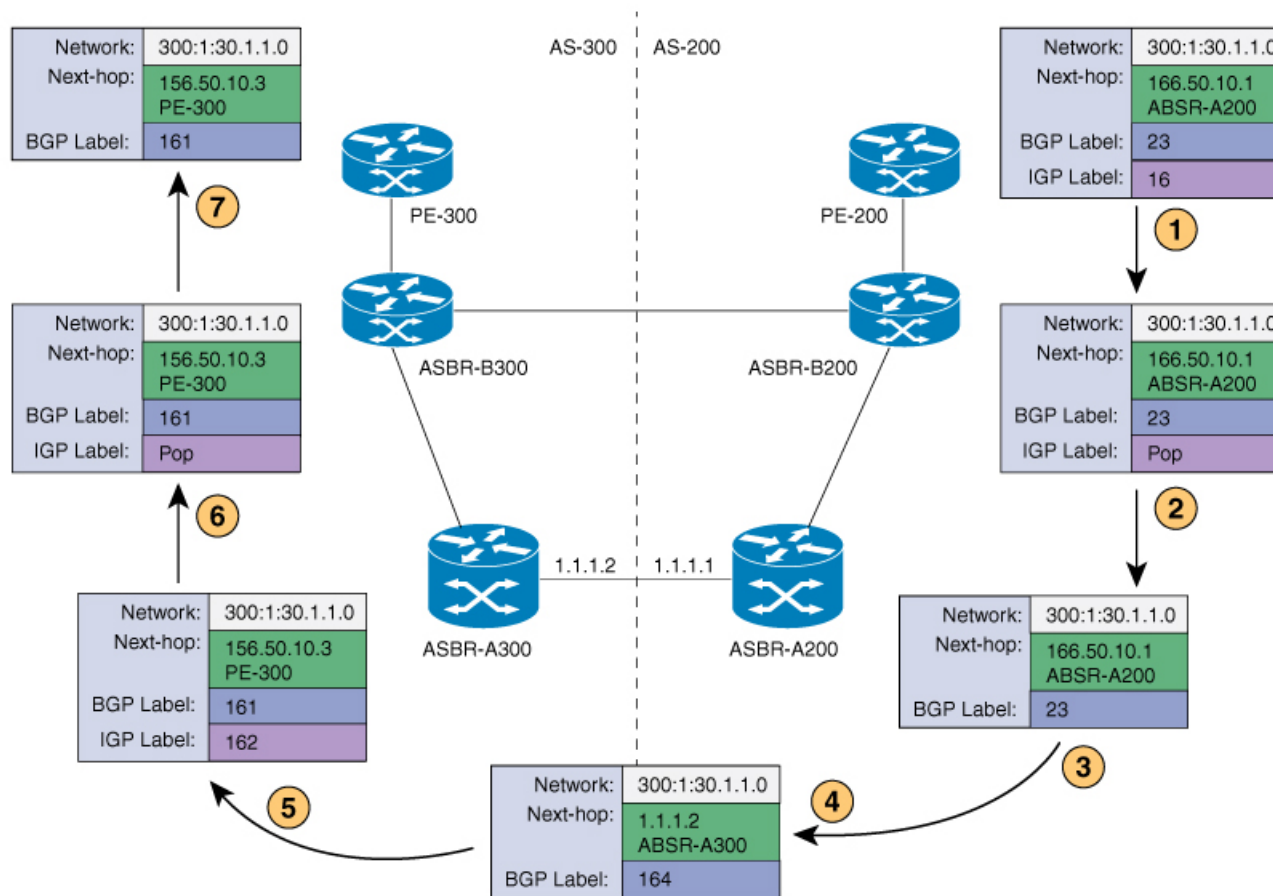 AS-300 AS-200
Network: 300:1:30.1.1.0
Next-hop: 156.50.10.3
PE-300
BGP Label: 161
7
Network: 300:1:30.1.1.0
Next-hop: 166.50.10.1
ABSR-A200
BGP Label: 23
IGP Label: 16
1
PE-300
PE-200
Network: 300:1:30.1.1.0
Next-hop: 156.50.10.3
PE-300
BGP Label: 161
IGP Label: Pop
6
ASBR-B300
ASBR-B200
Network: 300:1:30.1.1.0
Next-hop: 166.50.10.1
ABSR-A200
BGP Label: 23
IGP Label: Pop
2
1.1.1.2 1.1.1.1
ASBR-A300
ASBR-A200
Network: 300:1:30.1.1.0
Next-hop: 156.50.10.3
PE-300
BGP Label: 161
IGP Label: 162
5
Network: 300:1:30.1.1.0
Next-hop: 166.50.10.1
ABSR-A200
BGP Label: 23
3
4
Network: 300:1:30.1.1.0
Next-hop: 1.1.1.2
ABSR-A300
BGP Label: 164